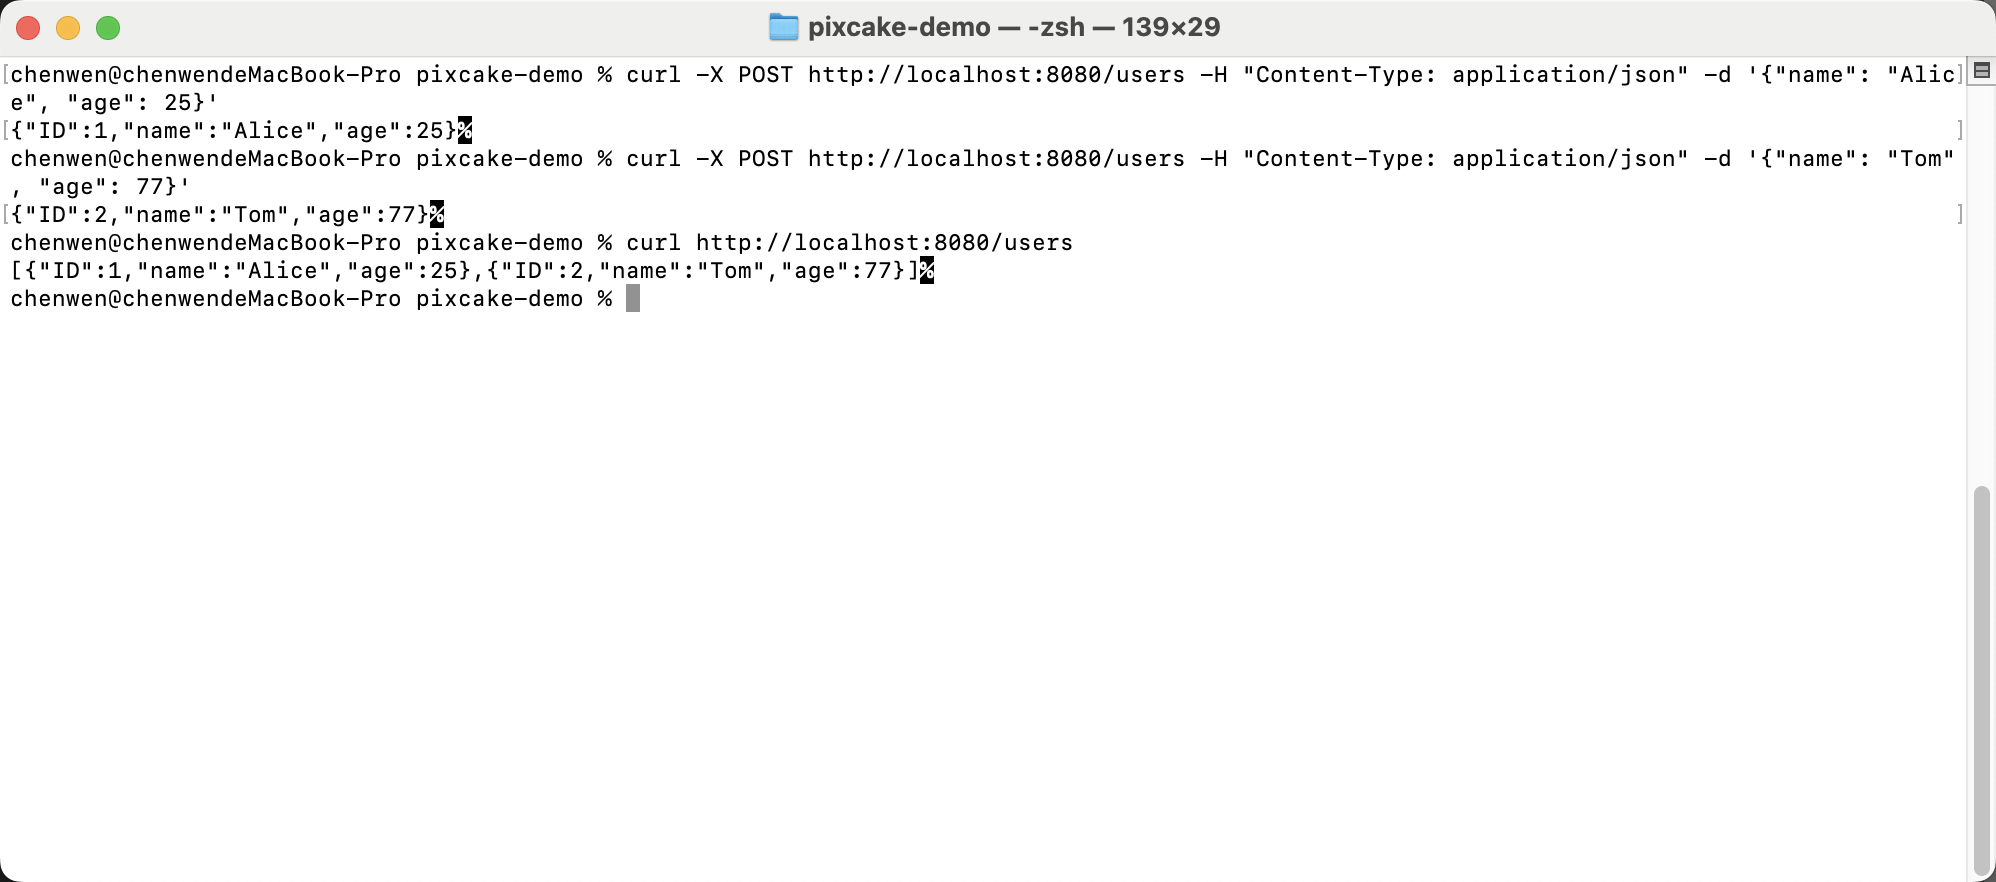 pixcake-demo — -zsh — 139×29
[chenwen@chenwendeMacBook-Pro pixcake-demo % curl -X POST http://localhost:8080/users -H "Content-Type: application/json" -d '{"name": "Alic]
e", "age": 25}'
[{"ID":1,"name":"Alice","age":25}% ]
chenwen@chenwendeMacBook-Pro pixcake-demo % curl -X POST http://localhost:8080/users -H "Content-Type: application/json" -d '{"name": "Tom"
, "age": 77}'
[{"ID":2,"name":"Tom","age":77}% ]
chenwen@chenwendeMacBook-Pro pixcake-demo % curl http://localhost:8080/users
[{"ID":1,"name":"Alice","age":25},{"ID":2,"name":"Tom","age":77}]%
chenwen@chenwendeMacBook-Pro pixcake-demo %